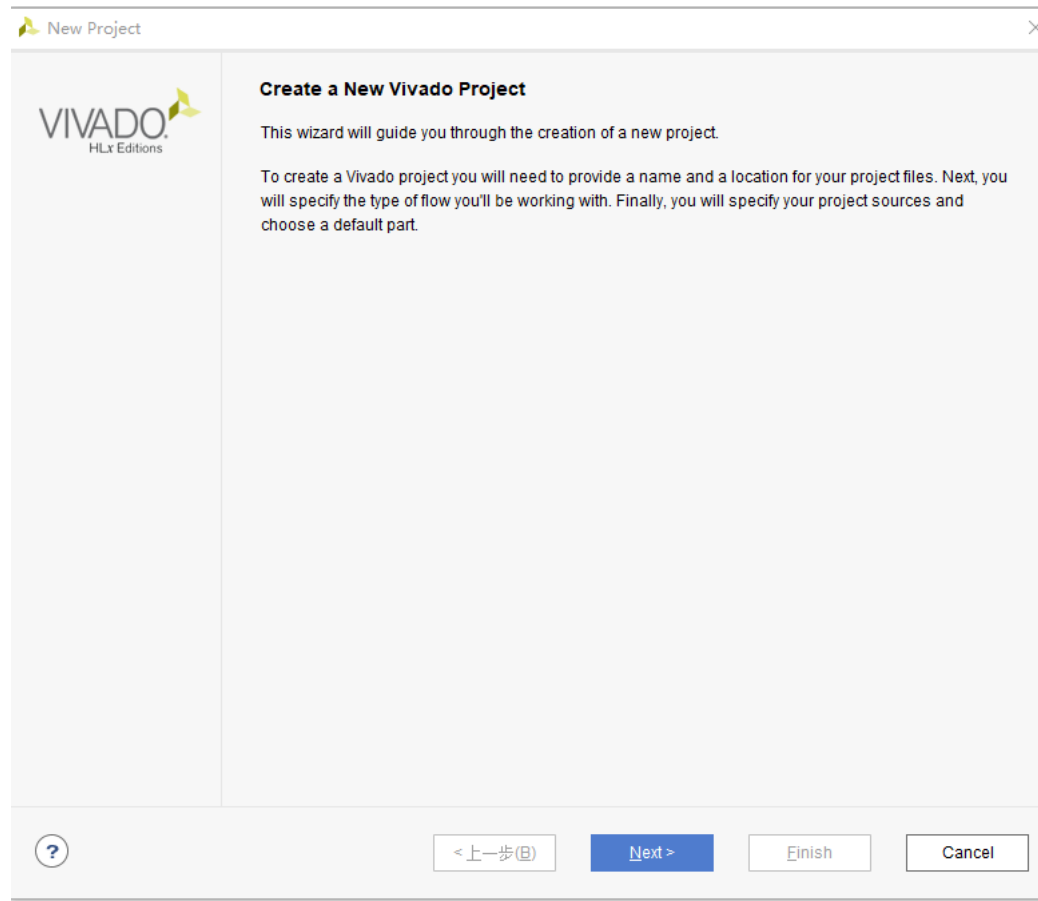 New Project
VIVADO.
HLx Editions
Create a New Vivado Project
This wizard will guide you through the creation of a new project.
To create a Vivado project you will need to provide a name and a location for your project files. Next, you
will specify the type of flow you'll be working with. Finally, you will specify your project sources and
choose a default part.
?
<上一步(B)
Next >
Finish
Cancel